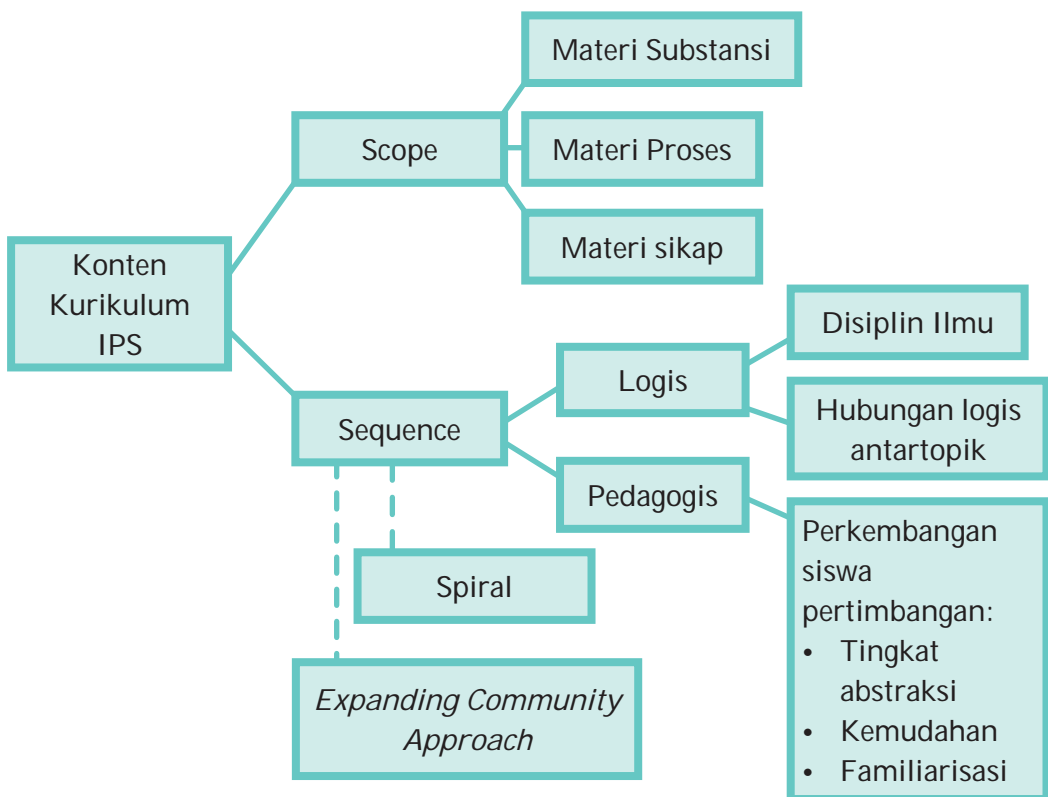 Materi Substansi
Scope
Materi Proses
Materi sikap
Konten
Kurikulum
IPS
Disiplin Ilmu
Logis
Hubungan logis
antartopik
Sequence
Pedagogis
Perkembangan
siswa
pertimbangan:
• Tingkat
abstraksi
• Kemudahan
• Familiarisasi
Spiral
Expanding Community
Approach